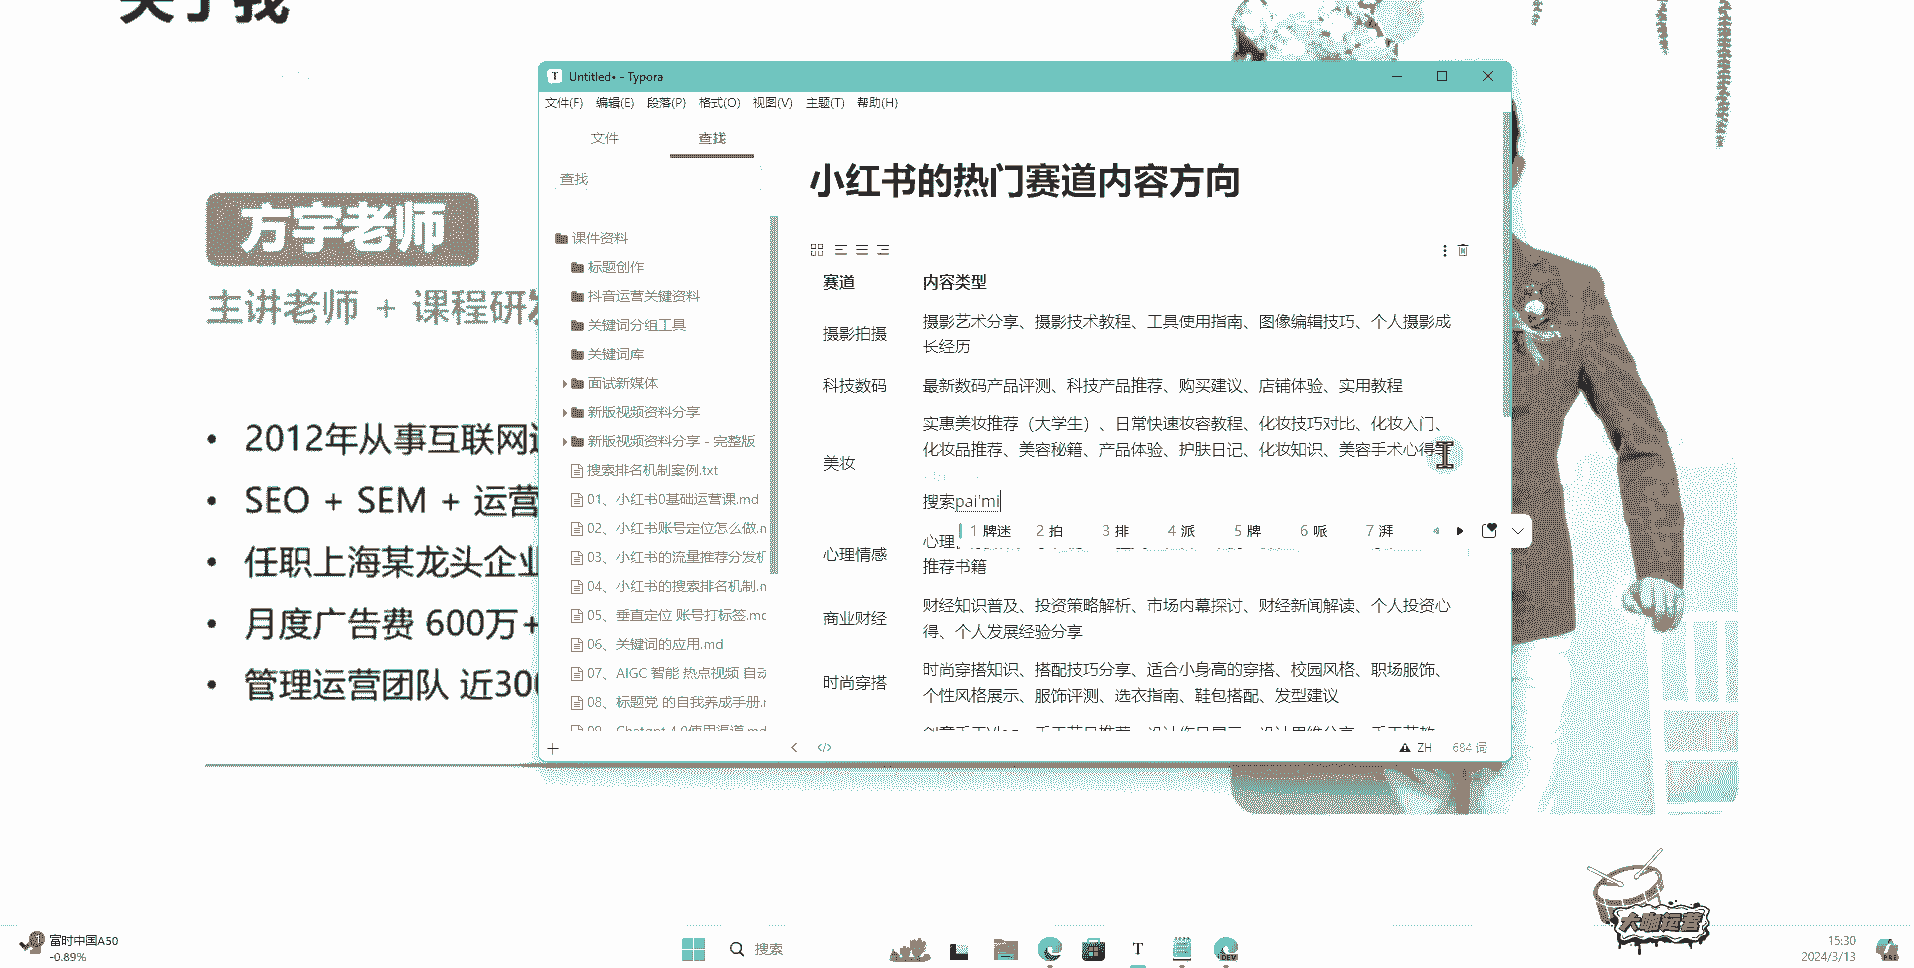 关于我
方宇老师
主讲老师 + 课程研发
2012年从事互联网
SEO + SEM + 运营
任职上海某龙头企业
月度广告费 600万+
管理运营团队 近300
Untitled• - Typora
文件(F) 编辑(E) 段落(P) 格式(O) 视图(V) 主题(T) 帮助(H)
文件 查找
查找
课件资料
标题创作
抖音运营关键资料
关键词分组工具
关键词库
面试新媒体
新版视频资料分享
新版视频资料分享 - 完整版
搜索排名机制案例.txt
01、小红书0基础运营课.md
02、小红书账号定位怎么做.m
03、小红书的流量推荐分发机
04、小红书的搜索排名机制.m
05、垂直定位 账号打标签.mc
06、关键词的应用.md
07、AIGC 智能 热点视频 自动
08、标题党 的自我养成手册.r
09、Chatgpt 4.0使用渠道.md
小红书的热门赛道内容方向
赛道 内容类型
摄影拍摄 摄影艺术分享、摄影技术教程、工具使用指南、图像编辑技巧、个人摄影成
长经历
科技数码 最新数码产品评测、科技产品推荐、购买建议、店铺体验、实用教程
美妆 实惠美妆推荐（大学生）、日常快速妆容教程、化妆技巧对比、化妆入门、
化妆品推荐、美容秘籍、产品体验、护肤日记、化妆知识、美容手术心得等
搜索pai'mi
1 牌迷 2 拍 3 排 4 派 5 牌 6 哌 7 湃
心理情感 心理
推荐书籍
商业财经 财经知识普及、投资策略解析、市场内幕探讨、财经新闻解读、个人投资心
得、个人发展经验分享
时尚穿搭 时尚穿搭知识、搭配技巧分享、适合小身高的穿搭、校园风格、职场服饰、
个性风格展示、服饰评测、选衣指南、鞋包搭配、发型建议
ZH 684 词
大咖运营
富时中国A50
-0.89%
搜索
T
DEV
15:30
2024/3/13
PRE